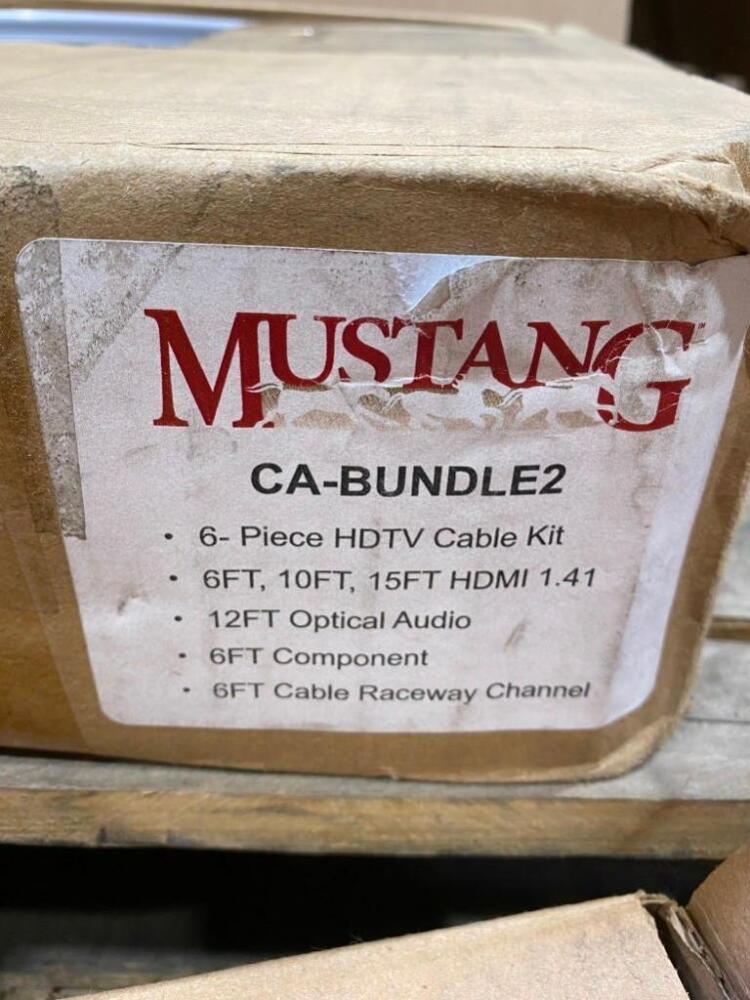 MUSTANG
CA-BUNDLE2
• 6- Piece HDTV Cable Kit
• 6FT, 10FT, 15FT HDMI 1.41
• 12FT Optical Audio
• 6FT Component
• 6FT Cable Raceway Channel